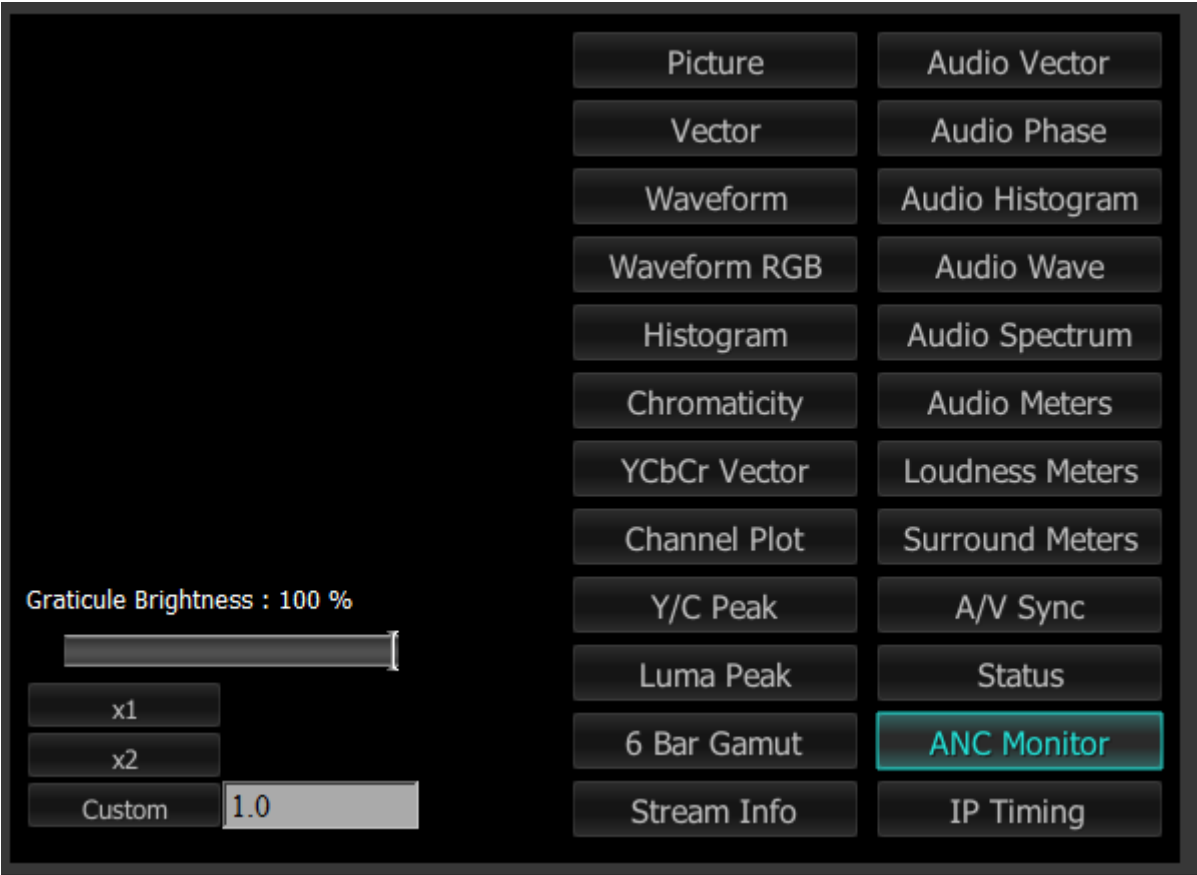 Picture
Audio Vector
Vector
Audio Phase
Waveform
Audio Histogram
Waveform RGB
Audio Wave
Histogram
Audio Spectrum
Chromaticity
Audio Meters
YCbCr Vector
Loudness Meters
Channel Plot
Surround Meters
Graticule Brightness : 100 %
Y/C Peak
A/V Sync
Luma Peak
Status
x1
6 Bar Gamut
ANC Monitor
x2
Custom
1.0
Stream Info
IP Timing